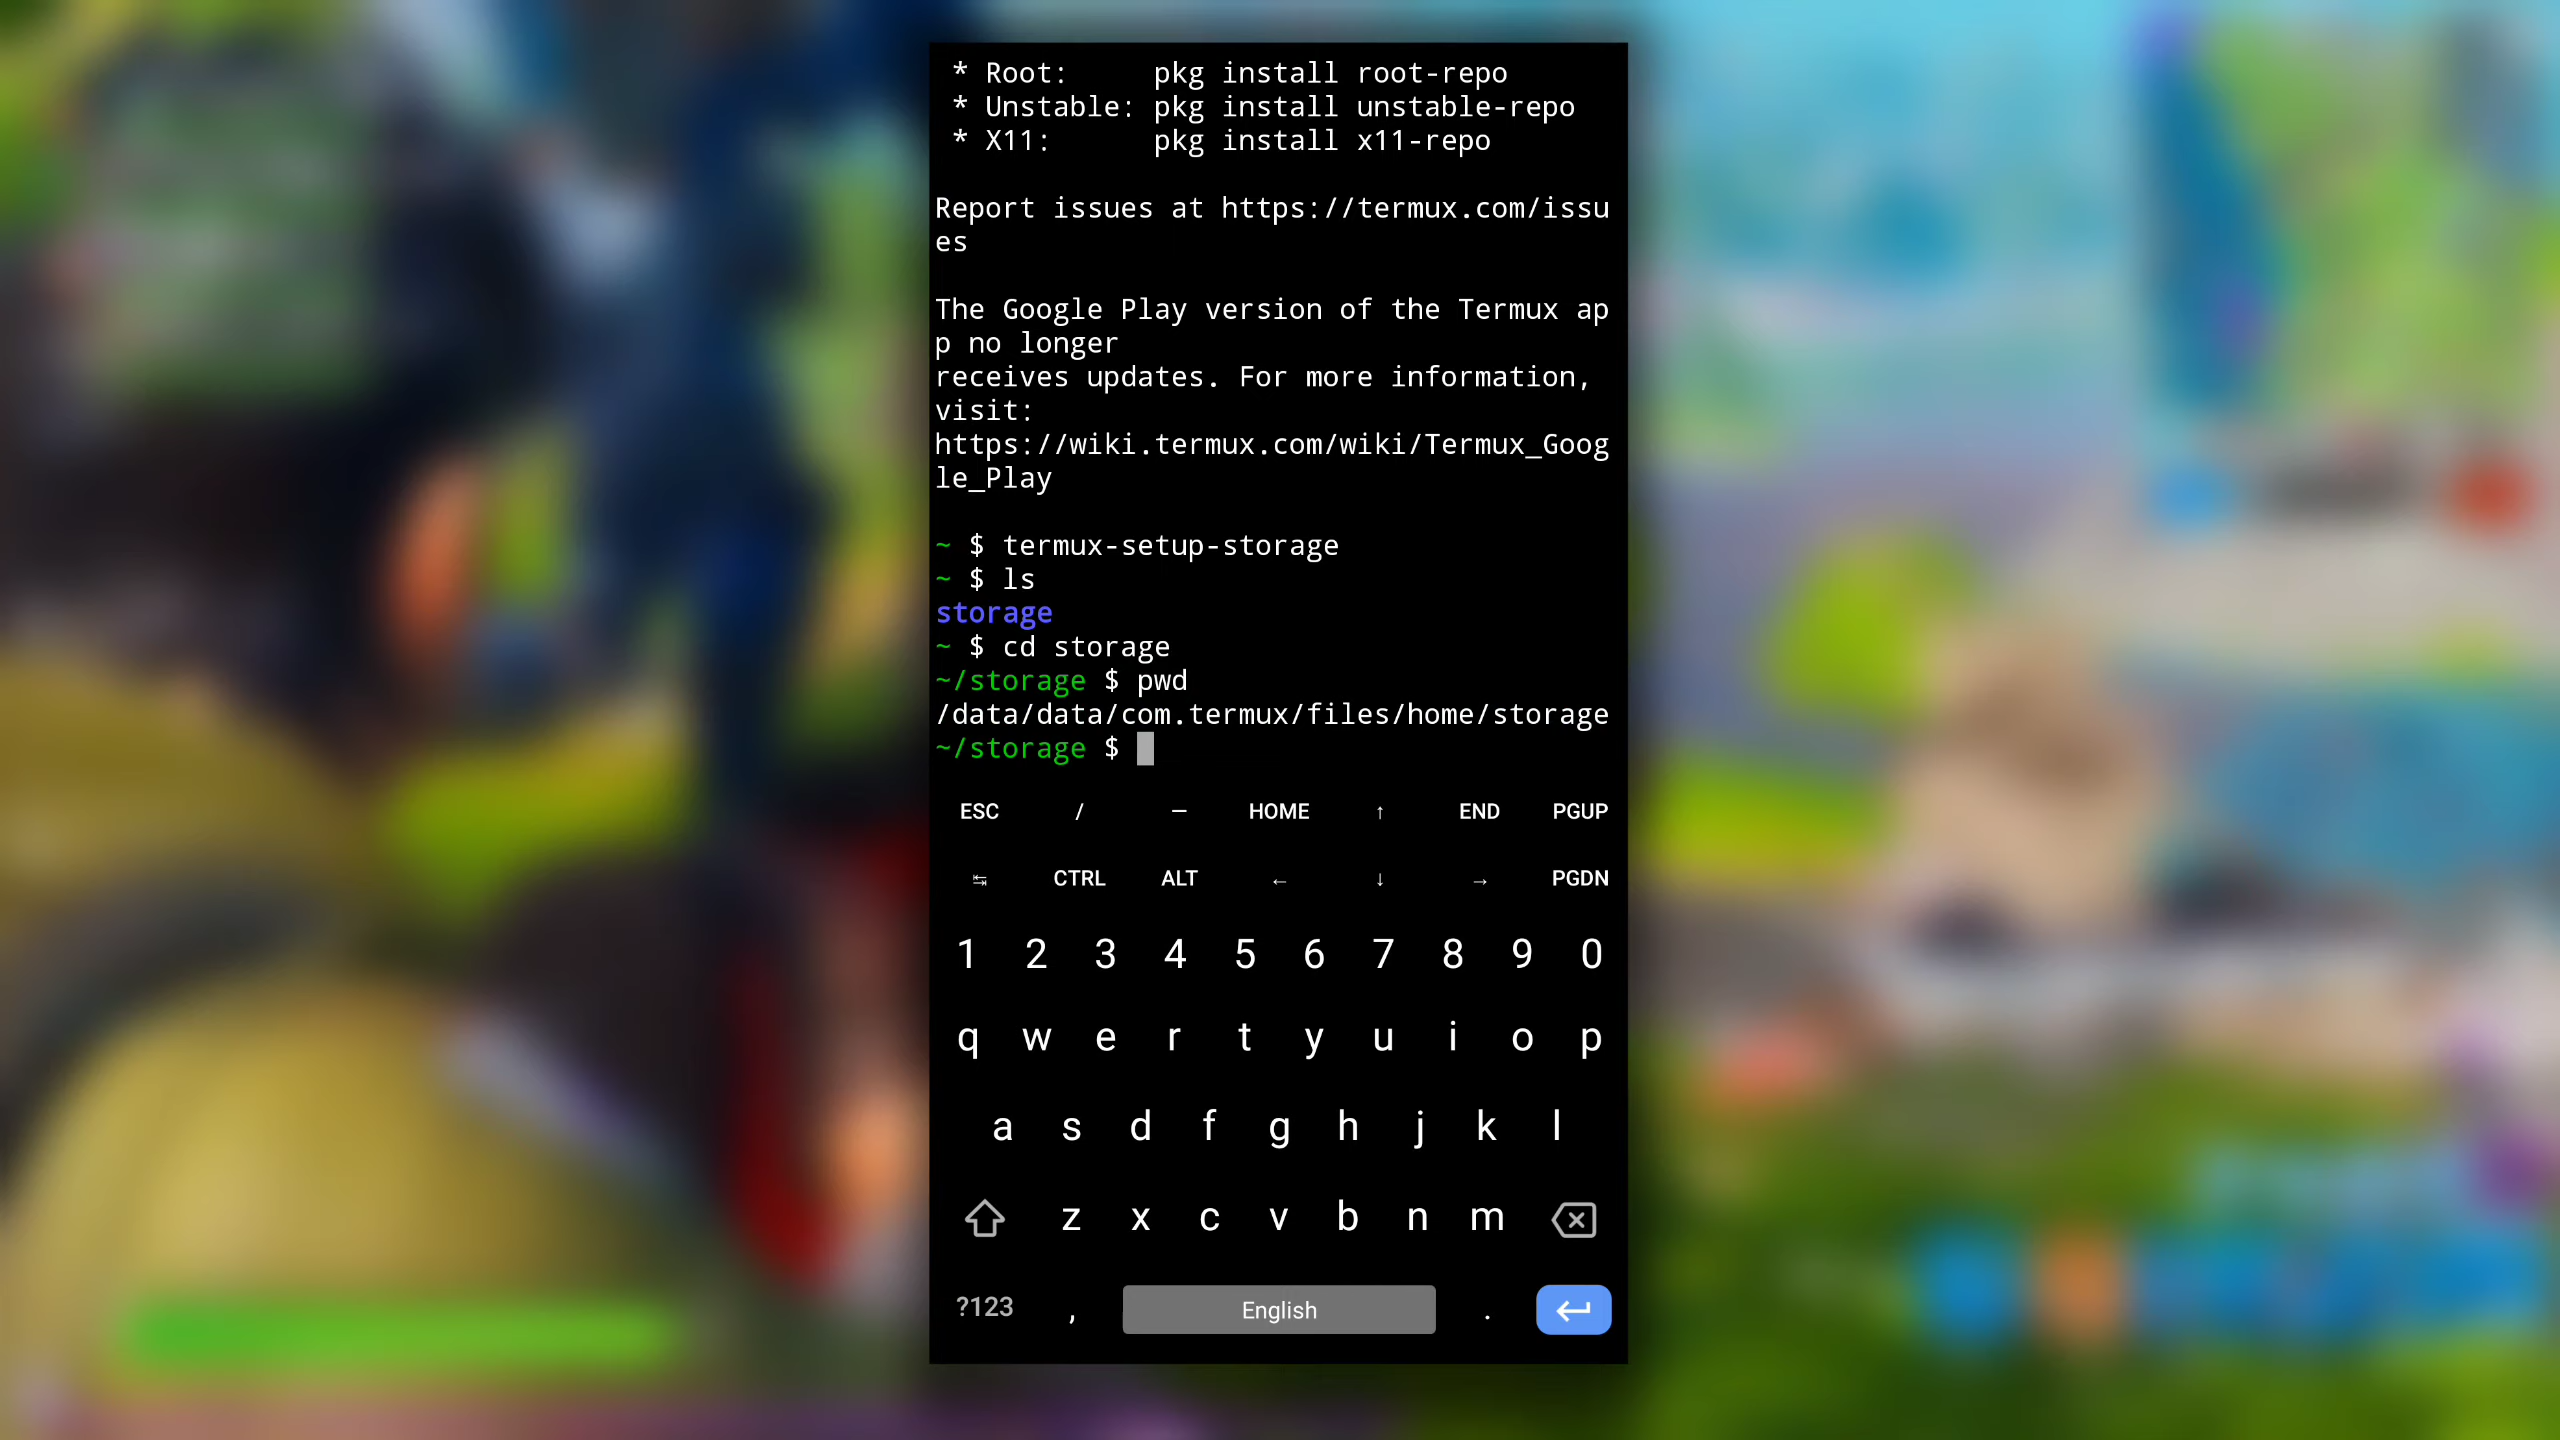 * Root:     pkg install root-repo
* Unstable: pkg install unstable-repo
* X11:      pkg install x11-repo
Report issues at https://termux.com/issu
es
The Google Play version of the Termux ap
p no longer
receives updates. For more information,
visit:
https://wiki.termux.com/wiki/Termux_Goog
le_Play
~ $ termux-setup-storage
~ $ ls
storage
~ $ cd storage
~/storage $ pwd
/data/data/com.termux/files/home/storage
~/storage $
ESC / — HOME ↑ END PGUP
↹ CTRL ALT ← ↓ → PGDN
1 2 3 4 5 6 7 8 9 0
q w e r t y u i o p
a s d f g h j k l
z x c v b n m
?123 , English .